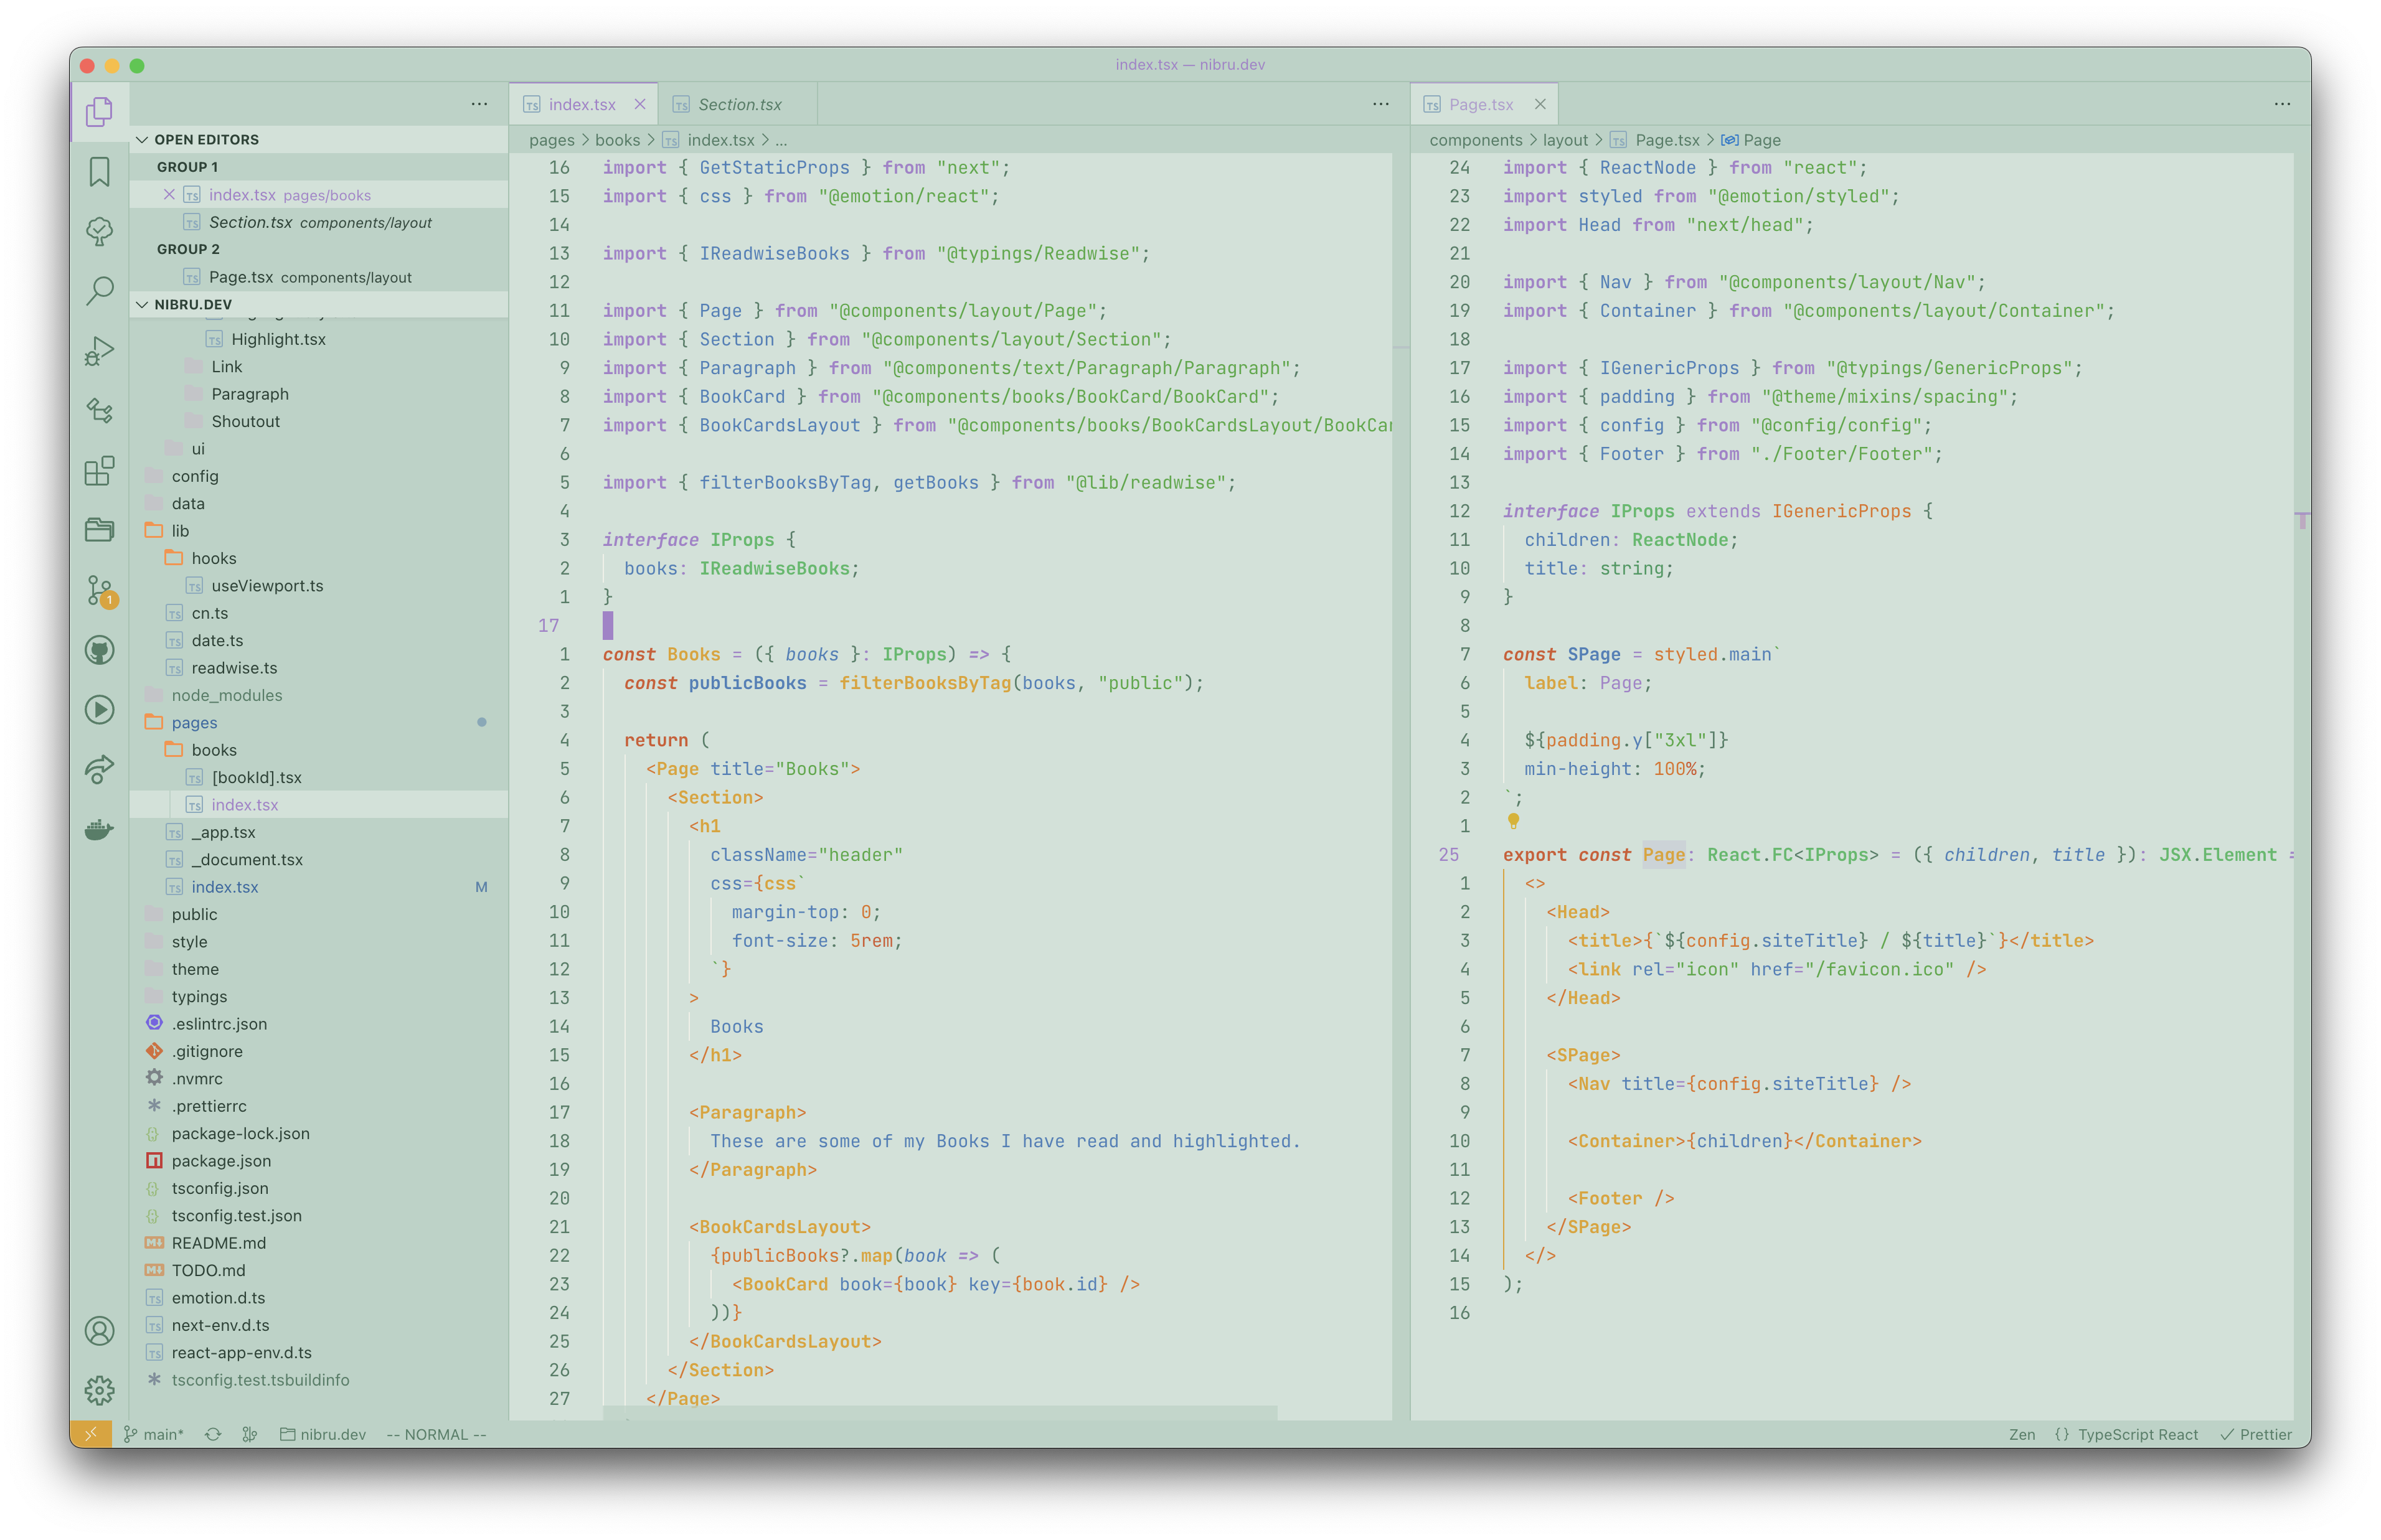 index.tsx — nibru.dev
OPEN EDITORS
GROUP 1
index.tsx pages/books
Section.tsx components/layout
GROUP 2
Page.tsx components/layout
NIBRU.DEV
Highlight.tsx
Link
Paragraph
Shoutout
ui
config
data
lib
hooks
useViewport.ts
cn.ts
date.ts
readwise.ts
node_modules
pages
books
[bookId].tsx
index.tsx
_app.tsx
_document.tsx
index.tsx M
public
style
theme
typings
.eslintrc.json
.gitignore
.nvmrc
.prettierrc
package-lock.json
package.json
tsconfig.json
tsconfig.test.json
README.md
TODO.md
emotion.d.ts
next-env.d.ts
react-app-env.d.ts
tsconfig.test.tsbuildinfo
index.tsx Section.tsx
pages > books > index.tsx > ...
16 import { GetStaticProps } from "next";
15 import { css } from "@emotion/react";
14
13 import { IReadwiseBooks } from "@typings/Readwise";
12
11 import { Page } from "@components/layout/Page";
10 import { Section } from "@components/layout/Section";
9 import { Paragraph } from "@components/text/Paragraph/Paragraph";
8 import { BookCard } from "@components/books/BookCard/BookCard";
7 import { BookCardsLayout } from "@components/books/BookCardsLayout/BookCar
6
5 import { filterBooksByTag, getBooks } from "@lib/readwise";
4
3 interface IProps {
2 books: IReadwiseBooks;
1 }
17
1 const Books = ({ books }: IProps) => {
2 const publicBooks = filterBooksByTag(books, "public");
3
4 return (
5 <Page title="Books">
6 <Section>
7 <h1
8 className="header"
9 css={css`
10 margin-top: 0;
11 font-size: 5rem;
12 `}
13 >
14 Books
15 </h1>
16
17 <Paragraph>
18 These are some of my Books I have read and highlighted.
19 </Paragraph>
20
21 <BookCardsLayout>
22 {publicBooks?.map(book => (
23 <BookCard book={book} key={book.id} />
24 ))}
25 </BookCardsLayout>
26 </Section>
27 </Page>
Page.tsx
components > layout > Page.tsx > Page
24 import { ReactNode } from "react";
23 import styled from "@emotion/styled";
22 import Head from "next/head";
21
20 import { Nav } from "@components/layout/Nav";
19 import { Container } from "@components/layout/Container";
18
17 import { IGenericProps } from "@typings/GenericProps";
16 import { padding } from "@theme/mixins/spacing";
15 import { config } from "@config/config";
14 import { Footer } from "./Footer/Footer";
13
12 interface IProps extends IGenericProps {
11 children: ReactNode;
10 title: string;
9 }
8
7 const SPage = styled.main`
6 label: Page;
5
4 ${padding.y["3xl"]}
3 min-height: 100%;
2 `;
1
25 export const Page: React.FC<IProps> = ({ children, title }): JSX.Element =
1 <>
2 <Head>
3 <title>{`${config.siteTitle} / ${title}`}</title>
4 <link rel="icon" href="/favicon.ico" />
5 </Head>
6
7 <SPage>
8 <Nav title={config.siteTitle} />
9
10 <Container>{children}</Container>
11
12 <Footer />
13 </SPage>
14 </>
15 );
16
main* nibru.dev -- NORMAL -- Zen {} TypeScript React Prettier